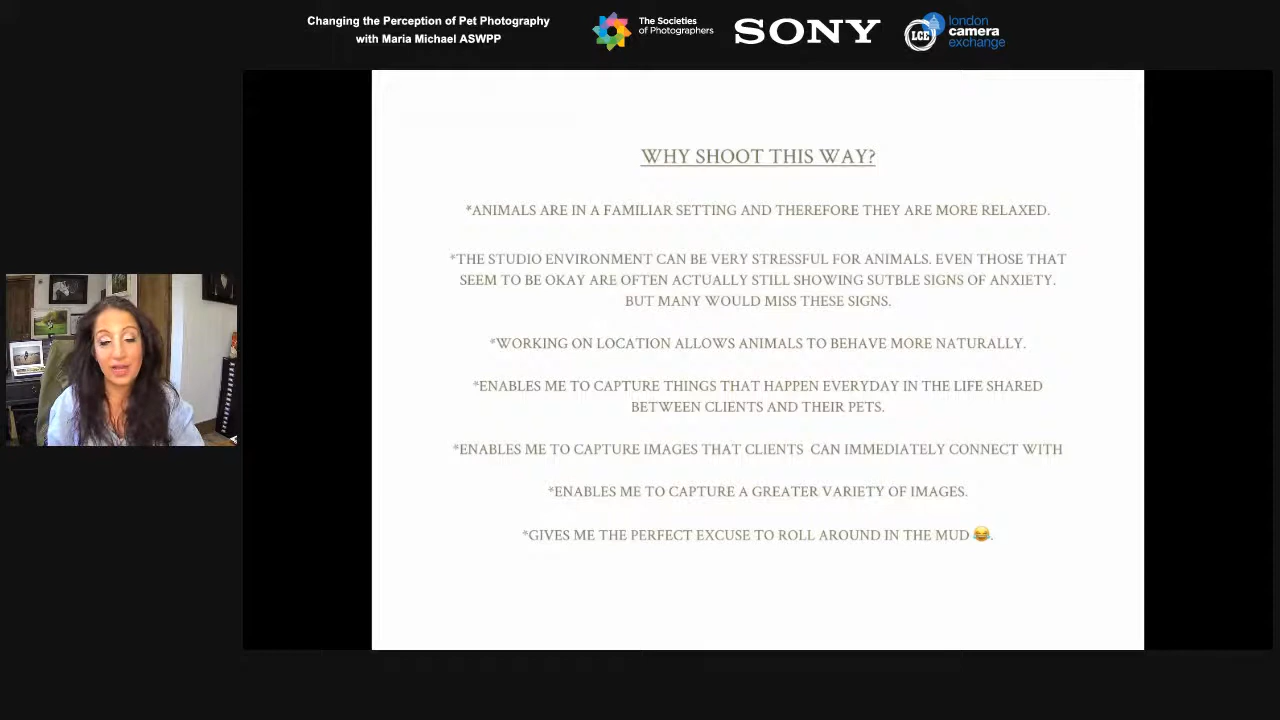 Changing the Perception of Pet Photography
with Maria Michael ASWPP
The Societies
of Photographers
SONY
LCE
london
camera
exchange
WHY SHOOT THIS WAY?
*ANIMALS ARE IN A FAMILIAR SETTING AND THEREFORE THEY ARE MORE RELAXED.
*THE STUDIO ENVIRONMENT CAN BE VERY STRESSFUL FOR ANIMALS. EVEN THOSE THAT
SEEM TO BE OKAY ARE OFTEN ACTUALLY STILL SHOWING SUTBLE SIGNS OF ANXIETY.
BUT MANY WOULD MISS THESE SIGNS.
*WORKING ON LOCATION ALLOWS ANIMALS TO BEHAVE MORE NATURALLY.
*ENABLES ME TO CAPTURE THINGS THAT HAPPEN EVERYDAY IN THE LIFE SHARED
BETWEEN CLIENTS AND THEIR PETS.
*ENABLES ME TO CAPTURE IMAGES THAT CLIENTS  CAN IMMEDIATELY CONNECT WITH
*ENABLES ME TO CAPTURE A GREATER VARIETY OF IMAGES.
*GIVES ME THE PERFECT EXCUSE TO ROLL AROUND IN THE MUD 😂.